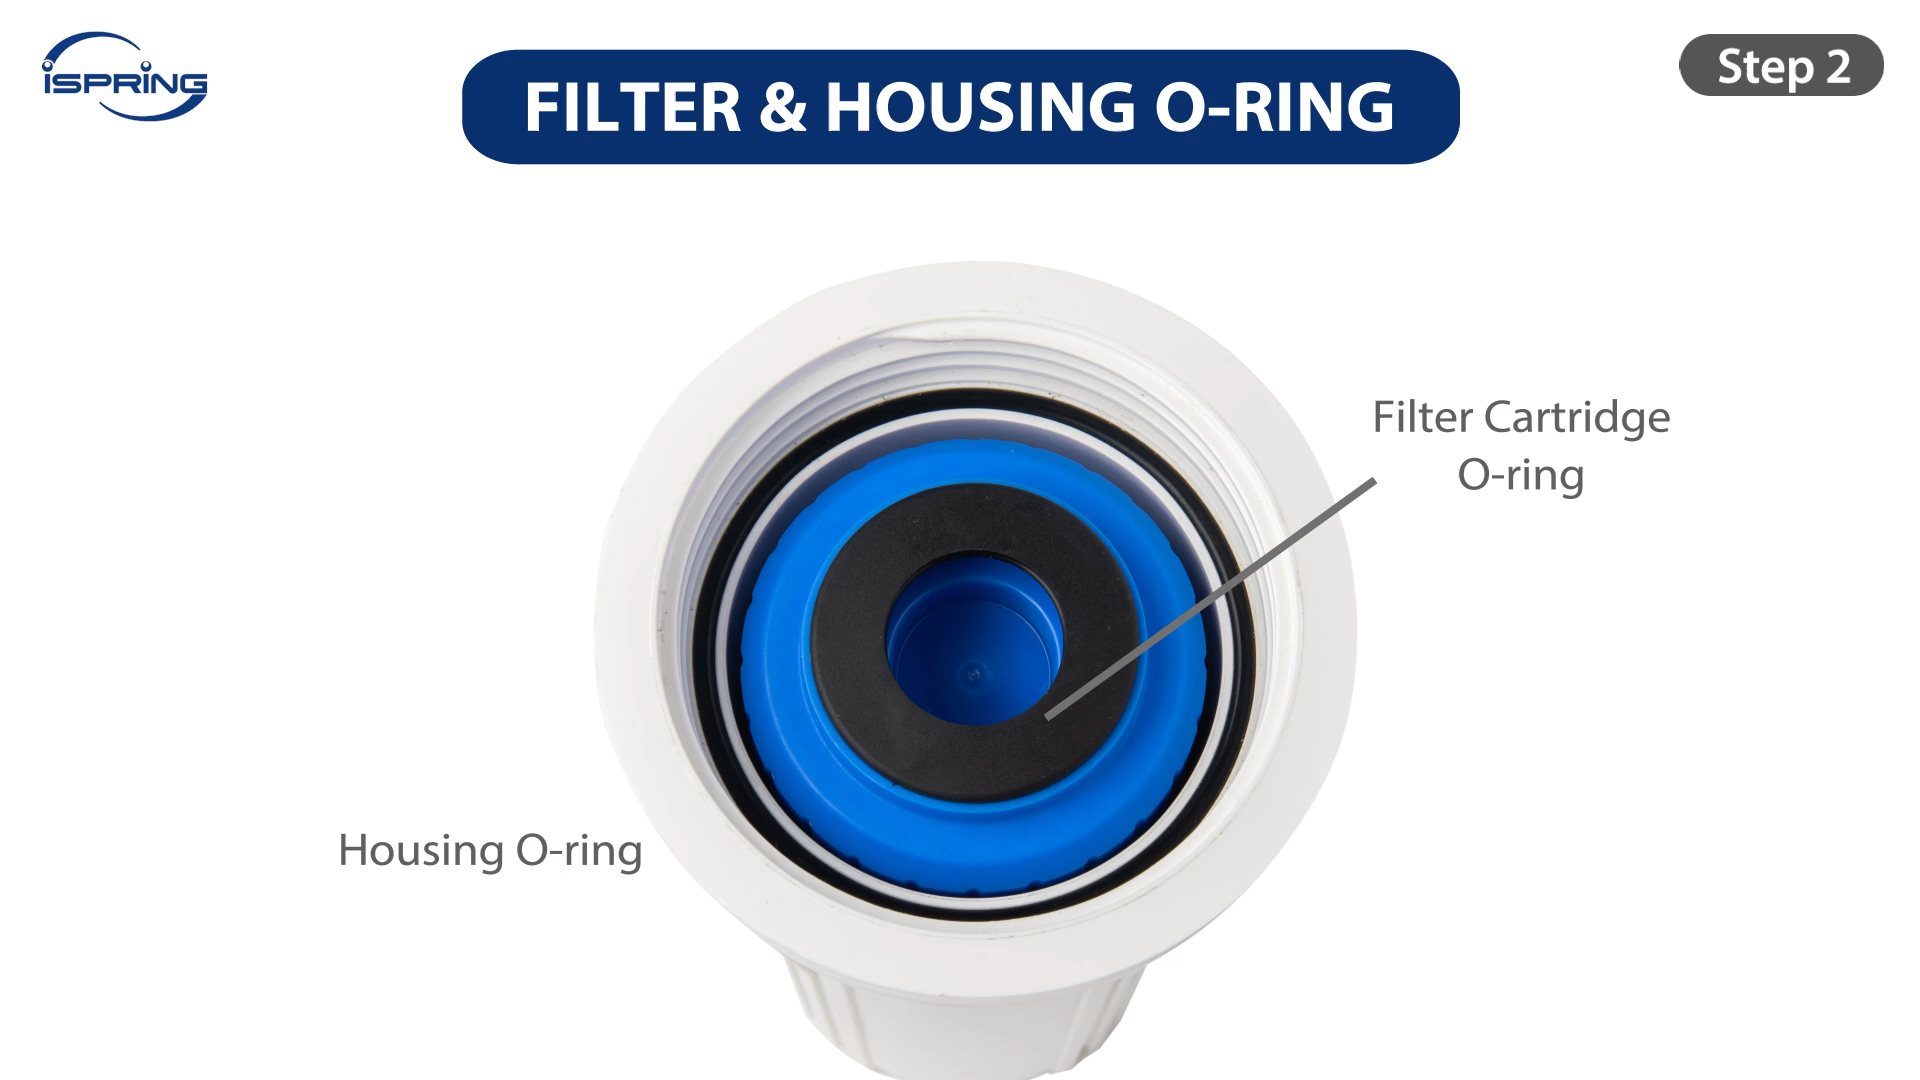 iSPRING
FILTER & HOUSING O-RING
Step 2
Filter Cartridge
O-ring
Housing O-ring